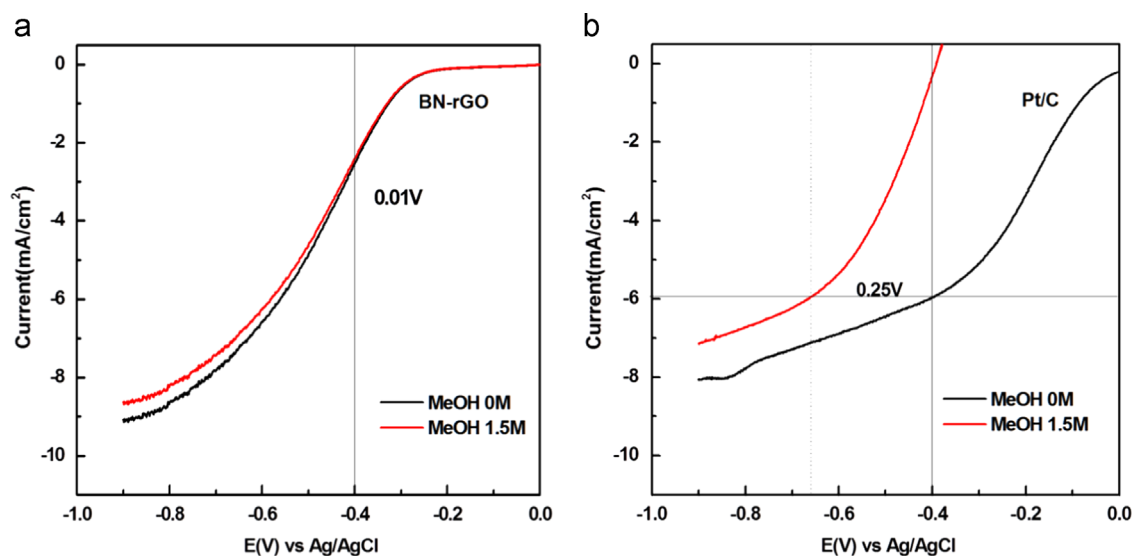 a
0
-2
-4
-6
-8
-10
Current(mA/cm²)
BN-rGO
0.01V
MeOH 0M
MeOH 1.5M
-1.0 -0.8 -0.6 -0.4 -0.2 0.0
E(V) vs Ag/AgCl
b
0
-2
-4
-6
-8
-10
Current(mA/cm²)
Pt/C
0.25V
MeOH 0M
MeOH 1.5M
-1.0 -0.8 -0.6 -0.4 -0.2 0.0
E(V) vs Ag/AgCl